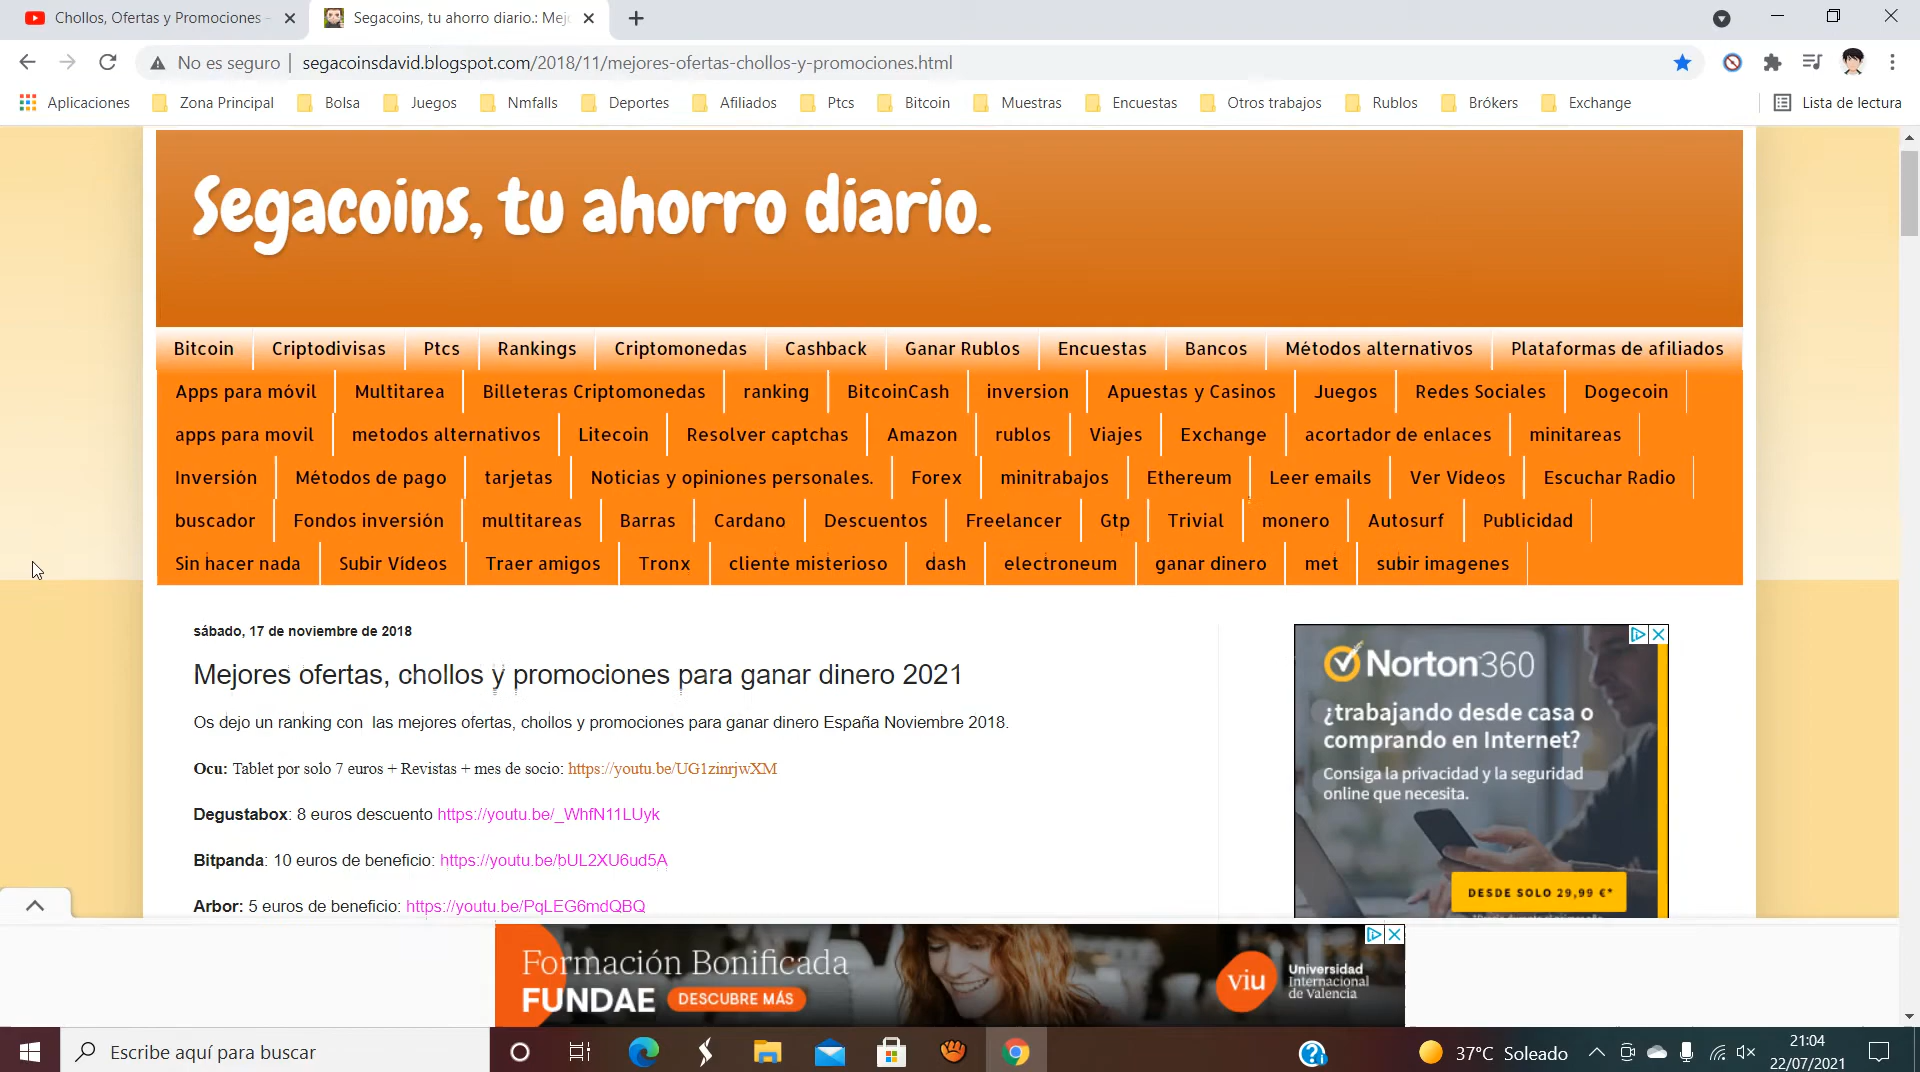 Chollos, Ofertas y Promociones -
Segacoins, tu ahorro diario.: Mej
No es seguro | segacoinsdavid.blogspot.com/2018/11/mejores-ofertas-chollos-y-promociones.html
Aplicaciones Zona Principal Bolsa Juegos Nmfalls Deportes Afiliados Ptcs Bitcoin Muestras Encuestas Otros trabajos Rublos Brókers Exchange Lista de lectura
Segacoins, tu ahorro diario.
Bitcoin Criptodivisas Ptcs Rankings Criptomonedas Cashback Ganar Rublos Encuestas Bancos Métodos alternativos Plataformas de afiliados
Apps para móvil Multitarea Billeteras Criptomonedas ranking BitcoinCash inversion Apuestas y Casinos Juegos Redes Sociales Dogecoin
apps para movil metodos alternativos Litecoin Resolver captchas Amazon rublos Viajes Exchange acortador de enlaces minitareas
Inversión Métodos de pago tarjetas Noticias y opiniones personales. Forex minitrabajos Ethereum Leer emails Ver Vídeos Escuchar Radio
buscador Fondos inversión multitareas Barras Cardano Descuentos Freelancer Gtp Trivial monero Autosurf Publicidad
Sin hacer nada Subir Vídeos Traer amigos Tronx cliente misterioso dash electroneum ganar dinero met subir imagenes
sábado, 17 de noviembre de 2018
Mejores ofertas, chollos y promociones para ganar dinero 2021
Os dejo un ranking con las mejores ofertas, chollos y promociones para ganar dinero España Noviembre 2018.
Ocu: Tablet por solo 7 euros + Revistas + mes de socio: https://youtu.be/UG1zinrjwXM
Degustabox: 8 euros descuento https://youtu.be/_WhfN11LUyk
Bitpanda: 10 euros de beneficio: https://youtu.be/bUL2XU6ud5A
Arbor: 5 euros de beneficio: https://youtu.be/PqLEG6mdQBQ
Norton 360
¿trabajando desde casa o
comprando en Internet?
Consiga la privacidad y la seguridad
online que necesita.
DESDE SOLO 29,99 €*
Formación Bonificada
FUNDAE DESCUBRE MÁS
viu
Universidad
Internacional
de Valencia
Escribe aquí para buscar
37°C Soleado
21:04
22/07/2021